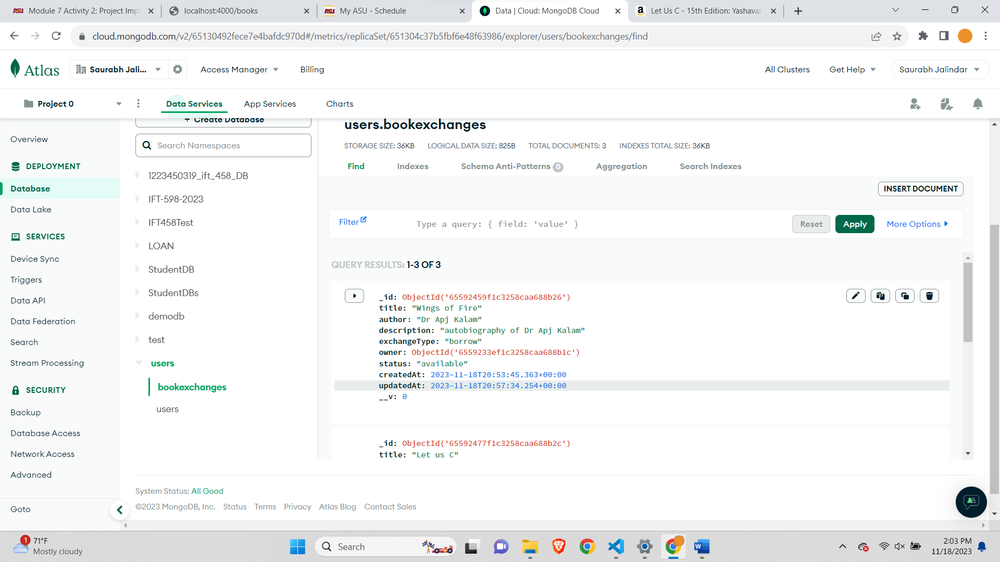 Module 7 Activity 2: Project Impl
localhost:4000/books
My ASU - Schedule
Data | Cloud: MongoDB Cloud
Let Us C - 15th Edition: Yashavan
cloud.mongodb.com/v2/65130492fece7e4bafdc970d#/metrics/replicaSet/651304c37b5fbf6e48f63986/explorer/users/bookexchanges/find
Atlas
Saurabh Jali...
Access Manager
Billing
All Clusters
Get Help
Saurabh Jalindar
Project 0
Data Services
App Services
Charts
Overview
DEPLOYMENT
Database
Data Lake
SERVICES
Device Sync
Triggers
Data API
Data Federation
Search
Stream Processing
SECURITY
Backup
Database Access
Network Access
Advanced
Goto
+ Create Database
Search Namespaces
1223450319_ift_458_DB
IFT-598-2023
IFT458Test
LOAN
StudentDB
StudentDBs
demodb
test
users
bookexchanges
users
users.bookexchanges
STORAGE SIZE: 36KB LOGICAL DATA SIZE: 825B TOTAL DOCUMENTS: 3 INDEXES TOTAL SIZE: 36KB
Find Indexes Schema Anti-Patterns 0 Aggregation Search Indexes
INSERT DOCUMENT
Filter Type a query: { field: 'value' } Reset Apply More Options
QUERY RESULTS: 1-3 OF 3
_id: ObjectId('65592459f1c3258caa688b26')
title: "Wings of Fire"
author: "Dr Apj Kalam"
description: "autobiography of Dr Apj Kalam"
exchangeType: "borrow"
owner: ObjectId('6559233ef1c3258caa688b1c')
status: "available"
createdAt: 2023-11-18T20:53:45.363+00:00
updatedAt: 2023-11-18T20:57:34.254+00:00
__v: 0
_id: ObjectId('65592477f1c3258caa688b2c')
title: "Let us C"
System Status: All Good
©2023 MongoDB, Inc. Status Terms Privacy Atlas Blog Contact Sales
1
71°F
Mostly cloudy
Search
2:03 PM
11/18/2023